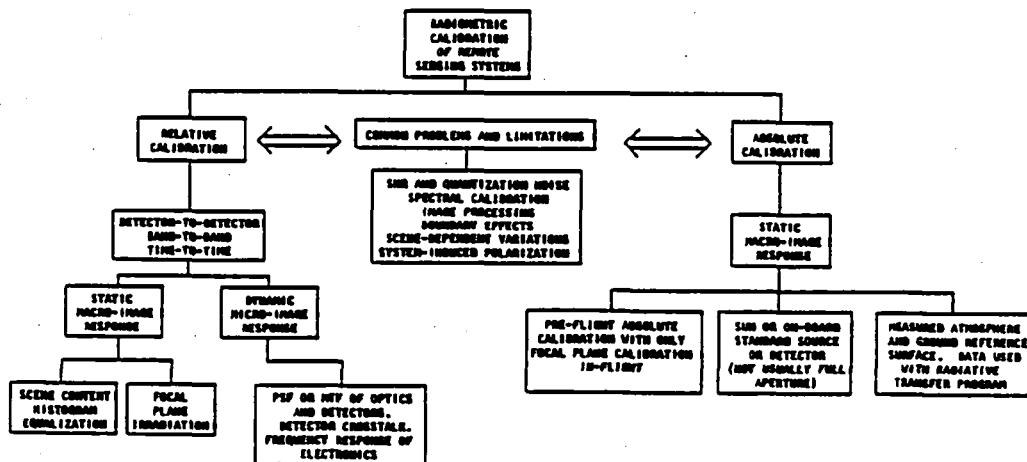 RADIOMETRIC
CALIBRATION
OF REMOTE
SENSING SYSTEMS
RELATIVE
CALIBRATION
COMMON PROBLEMS AND LIMITATIONS
ABSOLUTE
CALIBRATION
SNR AND QUANTIZATION NOISE
SPECTRAL CALIBRATION
IMAGE PROCESSING
BOUNDARY EFFECTS
SCENE-DEPENDENT VARIATIONS
SYSTEM-INDUCED POLARIZATION
DETECTOR-TO-DETECTOR
BAND-TO-BAND
TIME-TO-TIME
STATIC
MACRO-IMAGE
RESPONSE
STATIC
MACRO-IMAGE
RESPONSE
DYNAMIC
MICRO-IMAGE
RESPONSE
PRE-FLIGHT ABSOLUTE
CALIBRATION WITH ONLY
FOCAL PLANE CALIBRATION
IN-FLIGHT
SUN OR ON-BOARD
STANDARD SOURCE
OR DETECTOR
(NOT USUALLY FULL
APERTURE)
MEASURED ATMOSPHERE
AND GROUND REFERENCE
SURFACE. DATA USED
WITH RADIATIVE
TRANSFER PROGRAM
SCENE CONTENT
HISTOGRAM
EQUALIZATION
FOCAL
PLANE
IRRADIATION
PSF OR MTF OF OPTICS
AND DETECTORS.
DETECTOR CROSSTALK.
FREQUENCY RESPONSE OF
ELECTRONICS